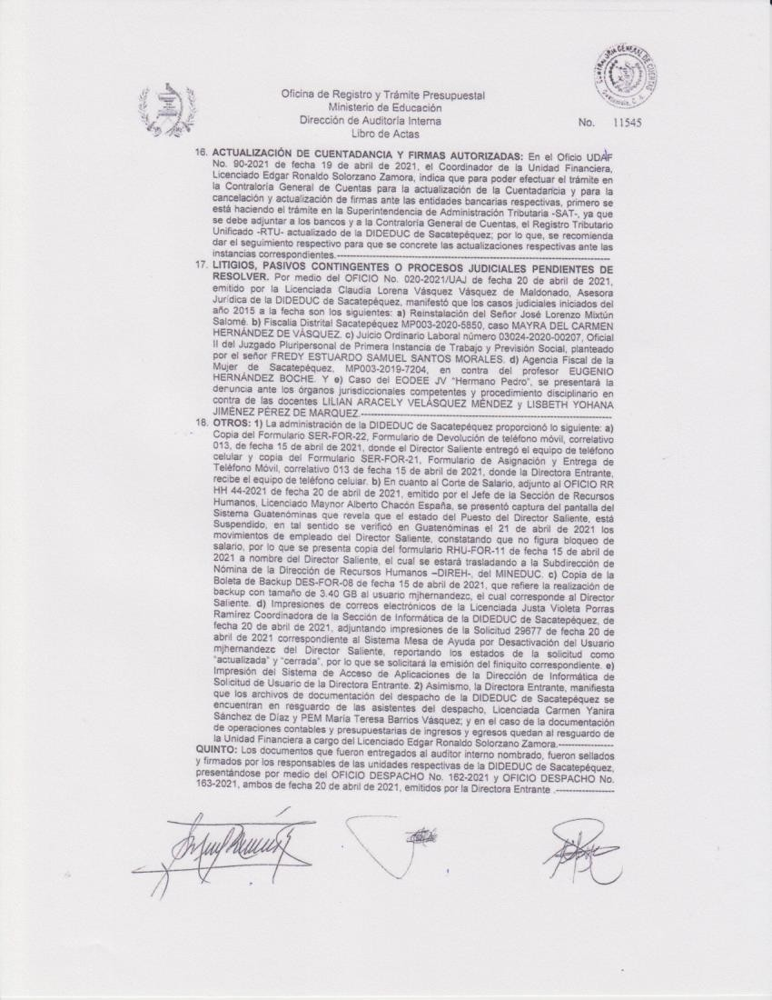 CONTRALORIA GENERAL DE CUENTAS
Guatemala, C. A.
Oficina de Registro y Trámite Presupuestal
Ministerio de Educación
Dirección de Auditoría Interna
Libro de Actas
No. 11545
16. ACTUALIZACIÓN DE CUENTADANCIA Y FIRMAS AUTORIZADAS: En el Oficio UDAF
No. 90-2021 de fecha 19 de abril de 2021, el Coordinador de la Unidad Financiera,
Licenciado Edgar Ronaldo Solorzano Zamora, indica que para poder efectuar el trámite en
la Contraloría General de Cuentas para la actualización de la Cuentadancia y para la
cancelación y actualización de firmas ante las entidades bancarias respectivas, primero se
está haciendo el trámite en la Superintendencia de Administración Tributaria -SAT-, ya que
se debe adjuntar a los bancos y a la Contraloría General de Cuentas, el Registro Tributario
Unificado -RTU- actualizado de la DIDEDUC de Sacatepéquez; por lo que, se recomienda
dar el seguimiento respectivo para que se concrete las actualizaciones respectivas ante las
instancias correspondientes.------------------------------------------------------------------------
17. LITIGIOS, PASIVOS CONTINGENTES O PROCESOS JUDICIALES PENDIENTES DE
RESOLVER. Por medio del OFICIO No. 020-2021/UAJ de fecha 20 de abril de 2021,
emitido por la Licenciada Claudia Lorena Vásquez Vásquez de Maldonado, Asesora
Jurídica de la DIDEDUC de Sacatepéquez, manifestó que los casos judiciales iniciados del
año 2015 a la fecha son los siguientes: a) Reinstalación del Señor José Lorenzo Mixtún
Salomé. b) Fiscalia Distrital Sacatepéquez MP003-2020-5850, caso MAYRA DEL CARMEN
HERNÁNDEZ DE VÁSQUEZ. c) Juicio Ordinario Laboral número 03024-2020-00207, Oficial
II del Juzgado Pluripersonal de Primera Instancia de Trabajo y Previsión Social, planteado
por el señor FREDY ESTUARDO SAMUEL SANTOS MORALES. d) Agencia Fiscal de la
Mujer de Sacatepéquez, MP003-2019-7204, en contra del profesor EUGENIO
HERNÁNDEZ BOCHE. Y e) Caso del EODEE JV “Hermano Pedro”, se presentará la
denuncia ante los órganos jurisdiccionales competentes y procedimiento disciplinario en
contra de las docentes LILIAN ARACELY VELÁSQUEZ MÉNDEZ y LISBETH YOHANA
JIMÉNEZ PÉREZ DE MARQUEZ.------------------------------------------------------------------
18. OTROS: 1) La administración de la DIDEDUC de Sacatepéquez proporcionó lo siguiente: a)
Copia del Formulario SER-FOR-22, Formulario de Devolución de teléfono móvil, correlativo
013, de fecha 15 de abril de 2021, donde el Director Saliente entregó el equipo de teléfono
celular y copia del Formulario SER-FOR-21, Formulario de Asignación y Entrega de
Teléfono Móvil, correlativo 013 de fecha 15 de abril de 2021, donde la Directora Entrante,
recibe el equipo de teléfono celular. b) En cuanto al Corte de Salario, adjunto al OFICIO RR
HH 44-2021 de fecha 20 de abril de 2021, emitido por el Jefe de la Sección de Recursos
Humanos, Licenciado Maynor Alberto Chacón España, se presentó captura del pantalla del
Sistema Guatenóminas que revela que el estado del Puesto del Director Saliente, está
Suspendido, en tal sentido se verificó en Guatenóminas el 21 de abril de 2021 los
movimientos de empleado del Director Saliente, constatando que no figura bloqueo de
salario, por lo que se presenta copia del formulario RHU-FOR-11 de fecha 15 de abril de
2021 a nombre del Director Saliente, el cual se estará trasladando a la Subdirección de
Nómina de la Dirección de Recursos Humanos –DIREH-, del MINEDUC. c) Copia de la
Boleta de Backup DES-FOR-08 de fecha 15 de abril de 2021, que refiere la realización de
backup con tamaño de 3.40 GB al usuario mjhernandezc, el cual corresponde al Director
Saliente. d) Impresiones de correos electrónicos de la Licenciada Justa Violeta Porras
Ramírez Coordinadora de la Sección de Informática de la DIDEDUC de Sacatepéquez, de
fecha 20 de abril de 2021, adjuntando impresiones de la Solicitud 29677 de fecha 20 de
abril de 2021 correspondiente al Sistema Mesa de Ayuda por Desactivación del Usuario
mjhernandezc del Director Saliente, reportando los estados de la solicitud como
“actualizada” y “cerrada”, por lo que se solicitará la emisión del finiquito correspondiente. e)
Impresión del Sistema de Acceso de Aplicaciones de la Dirección de Informática de
Solicitud de Usuario de la Directora Entrante. 2) Asimismo, la Directora Entrante, manifiesta
que los archivos de documentación del despacho de la DIDEDUC de Sacatepéquez se
encuentran en resguardo de las asistentes del despacho, Licenciada Carmen Yanira
Sánchez de Díaz y PEM María Teresa Barrios Vásquez; y en el caso de la documentación
de operaciones contables y presupuestarias de ingresos y egresos quedan al resguardo de
la Unidad Financiera a cargo del Licenciado Edgar Ronaldo Solorzano Zamora.----------------
QUINTO: Los documentos que fueron entregados al auditor interno nombrado, fueron sellados
y firmados por los responsables de las unidades respectivas de la DIDEDUC de Sacatepéquez,
presentándose por medio del OFICIO DESPACHO No. 162-2021 y OFICIO DESPACHO No.
163-2021, ambos de fecha 20 de abril de 2021, emitidos por la Directora Entrante .-----------------